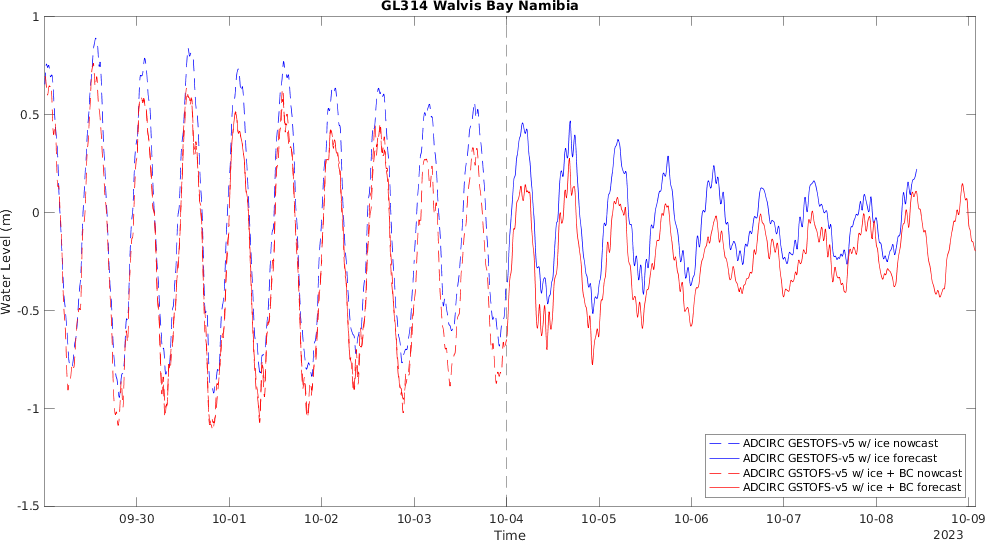 GL314 Walvis Bay Namibia
1
0.5
0
-0.5
-1
-1.5
Water Level (m)
09-30 10-01 10-02 10-03 10-04 10-05 10-06 10-07 10-08 10-09
Time
2023
ADCIRC GESTOFS-v5 w/ ice nowcast
ADCIRC GESTOFS-v5 w/ ice forecast
ADCIRC GSTOFS-v5 w/ ice + BC nowcast
ADCIRC GSTOFS-v5 w/ ice + BC forecast